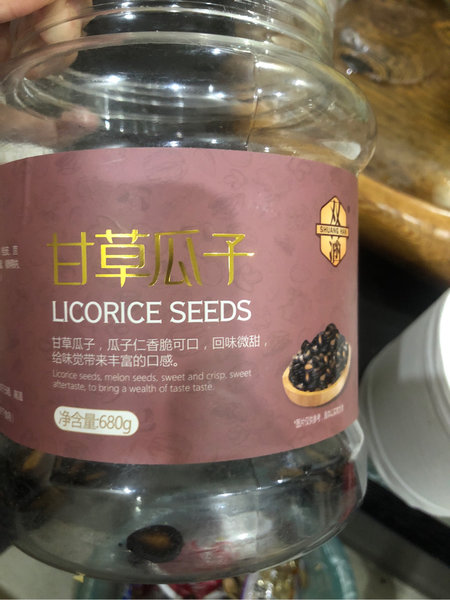 双涵
SHUANG HAN
甘草瓜子
LICORICE SEEDS
甘草瓜子，瓜子仁香脆可口，回味微甜，
给味觉带来丰富的口感。
Licorice seeds, melon seeds, sweet and crisp, sweet
aftertaste, to bring a wealth of taste taste.
净含量:680g